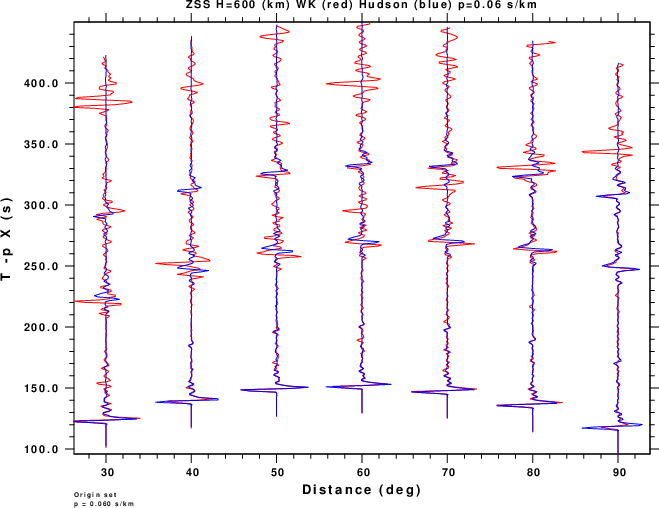 ZSS H=600 (km) WK (red) Hudson (blue) p=0.06 s/km
400.0
350.0
300.0
250.0
200.0
150.0
100.0
T -p X (s)
30 40 50 60 70 80 90
Distance (deg)
Origin set
p = 0.060 s/km